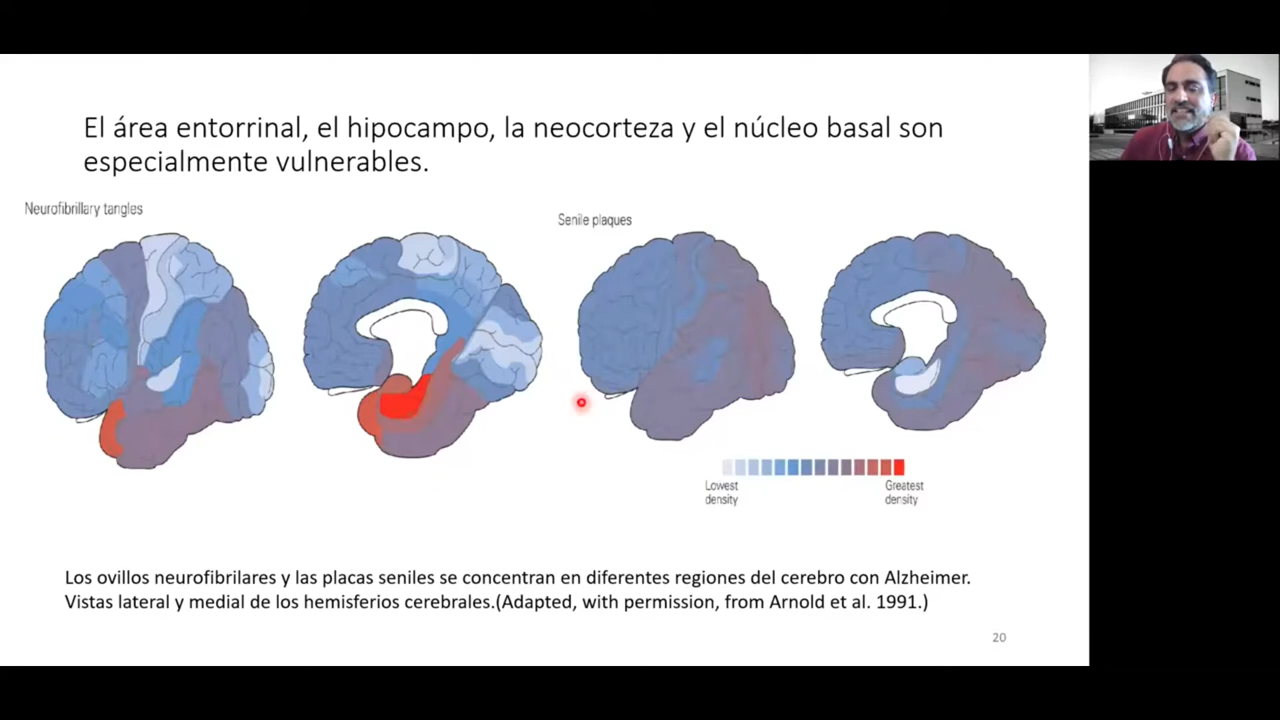 El área entorrinal, el hipocampo, la neocorteza y el núcleo basal son
especialmente vulnerables.
Neurofibrillary tangles
Senile plaques
Lowest
density
Greatest
density
Los ovillos neurofibrilares y las placas seniles se concentran en diferentes regiones del cerebro con Alzheimer.
Vistas lateral y medial de los hemisferios cerebrales.(Adapted, with permission, from Arnold et al. 1991.)
20